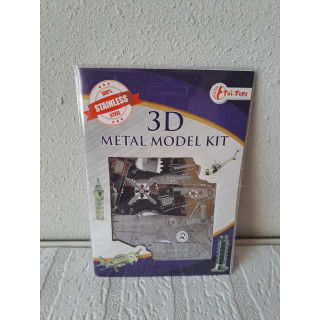 100%
STAINLESS
STEEL
Toi-Toys
3D
METAL MODEL KIT